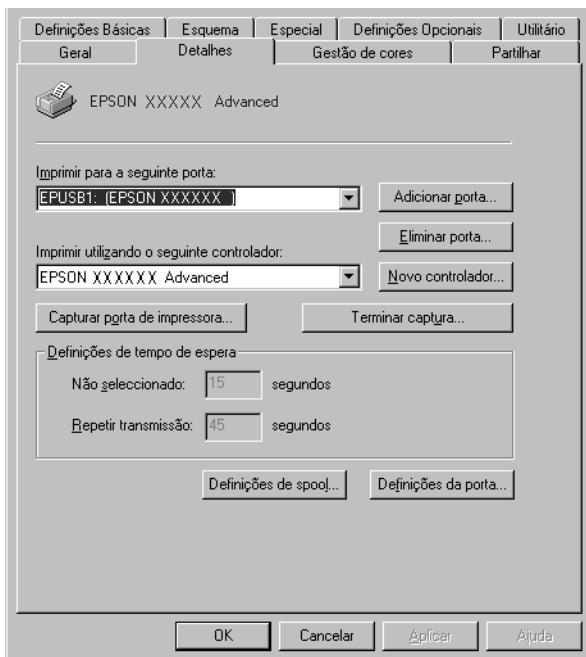 Definições Básicas Esquema Especial Definições Opcionais Utilitário
Geral Detalhes Gestão de cores Partilhar
EPSON XXXXX Advanced
Imprimir para a seguinte porta:
EPUSB1: (EPSON XXXXXX )
Adicionar porta...
Eliminar porta...
Imprimir utilizando o seguinte controlador:
EPSON XXXXXX Advanced
Novo controlador...
Capturar porta de impressora... Terminar captura...
Definições de tempo de espera
Não seleccionado: 15 segundos
Repetir transmissão: 45 segundos
Definições de spool... Definições da porta...
OK Cancelar Aplicar Ajuda